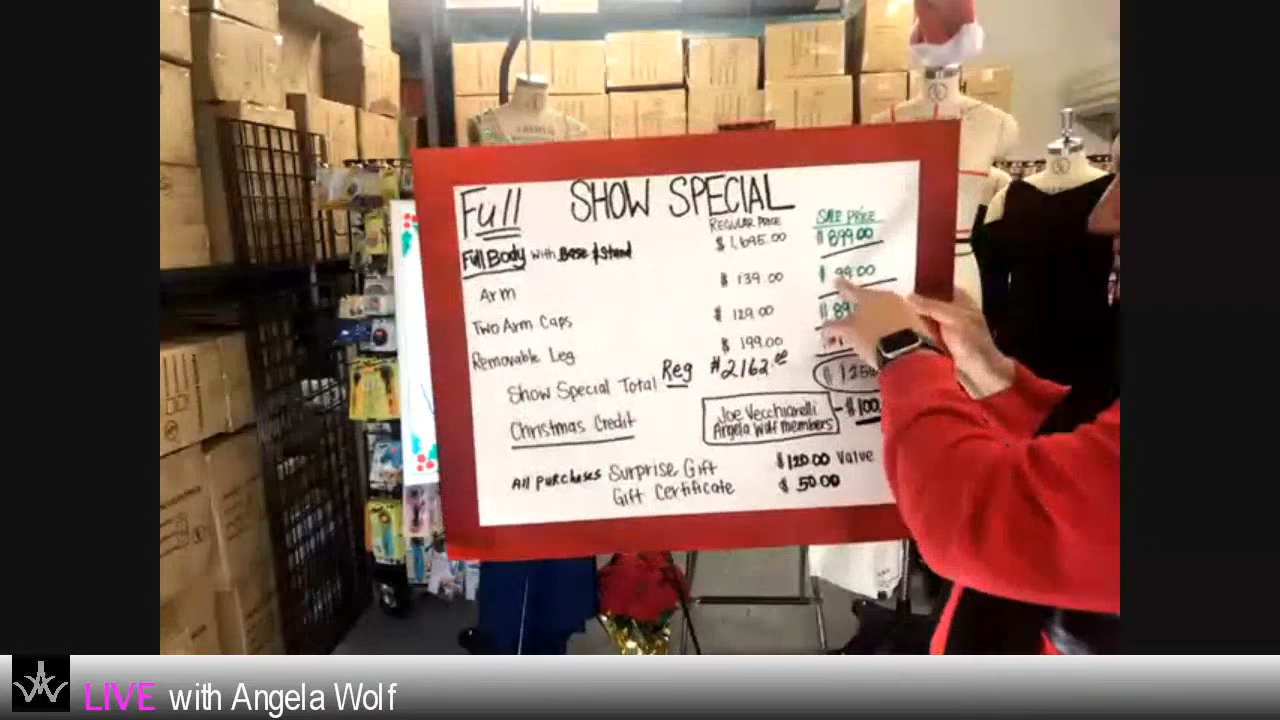 Full SHOW SPECIAL
REGULAR PRICE SALE PRICE
Full Body with Base & Stand $1,695.00 $899.00
Arm $139.00 $99.00
Two Arm Caps $129.00 $89
Removable Leg $199.00
Show Special Total Reg $2162.00
Christmas Credit Joe Vecchiarelli Angela Wolf members -$100.
All purchases Surprise Gift $120.00 Value
Gift Certificate $50.00
LIVE with Angela Wolf